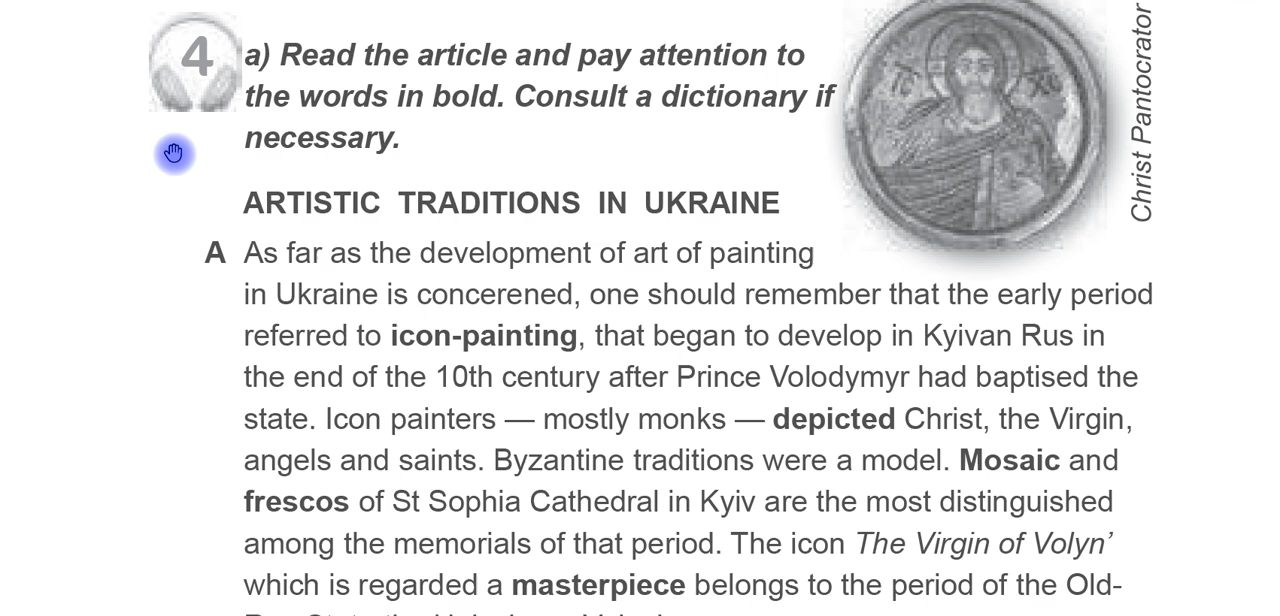 4
a) Read the article and pay attention to
the words in bold. Consult a dictionary if
necessary.
Christ Pantocrator
ARTISTIC TRADITIONS IN UKRAINE
A As far as the development of art of painting
in Ukraine is concerened, one should remember that the early period
referred to icon-painting, that began to develop in Kyivan Rus in
the end of the 10th century after Prince Volodymyr had baptised the
state. Icon painters — mostly monks — depicted Christ, the Virgin,
angels and saints. Byzantine traditions were a model. Mosaic and
frescos of St Sophia Cathedral in Kyiv are the most distinguished
among the memorials of that period. The icon The Virgin of Volyn’
which is regarded a masterpiece belongs to the period of the Old-